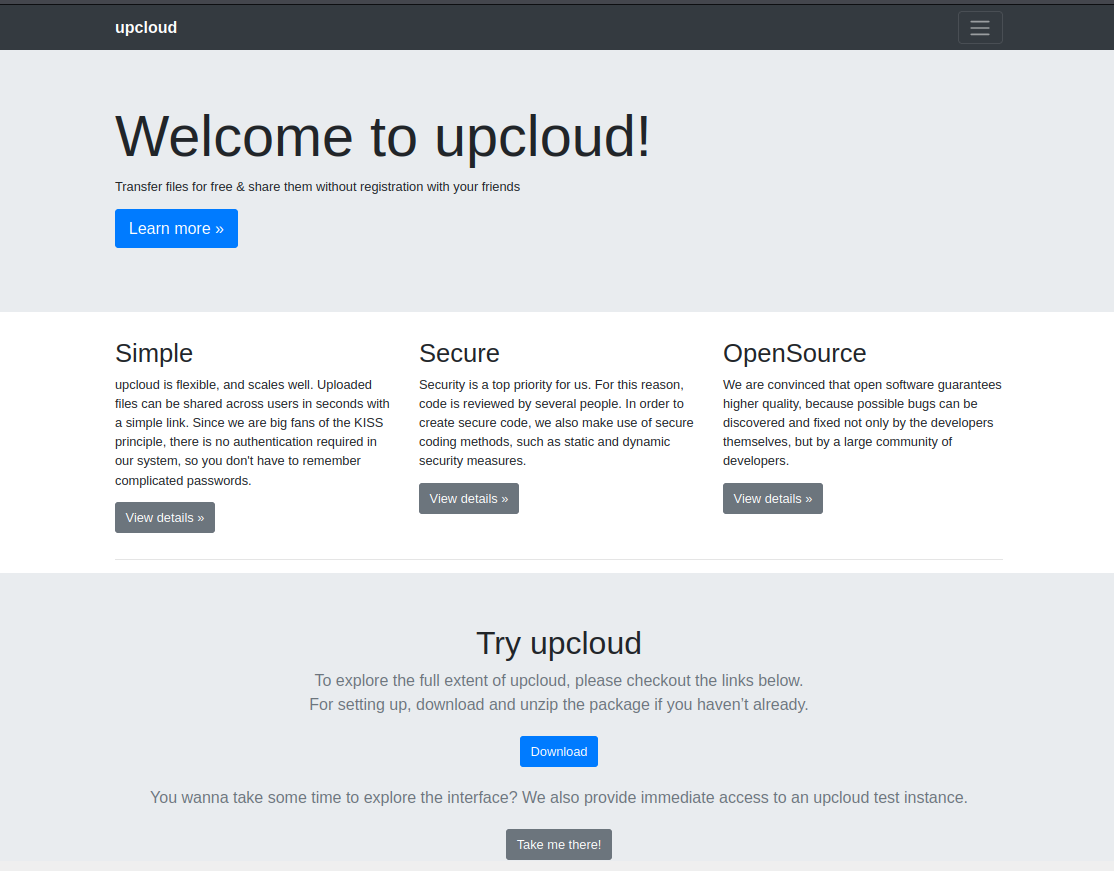 upcloud
Welcome to upcloud!
Transfer files for free & share them without registration with your friends
Learn more »
Simple
upcloud is flexible, and scales well. Uploaded
files can be shared across users in seconds with
a simple link. Since we are big fans of the KISS
principle, there is no authentication required in
our system, so you don't have to remember
complicated passwords.
View details »
Secure
Security is a top priority for us. For this reason,
code is reviewed by several people. In order to
create secure code, we also make use of secure
coding methods, such as static and dynamic
security measures.
View details »
OpenSource
We are convinced that open software guarantees
higher quality, because possible bugs can be
discovered and fixed not only by the developers
themselves, but by a large community of
developers.
View details »
Try upcloud
To explore the full extent of upcloud, please checkout the links below.
For setting up, download and unzip the package if you haven’t already.
Download
You wanna take some time to explore the interface? We also provide immediate access to an upcloud test instance.
Take me there!